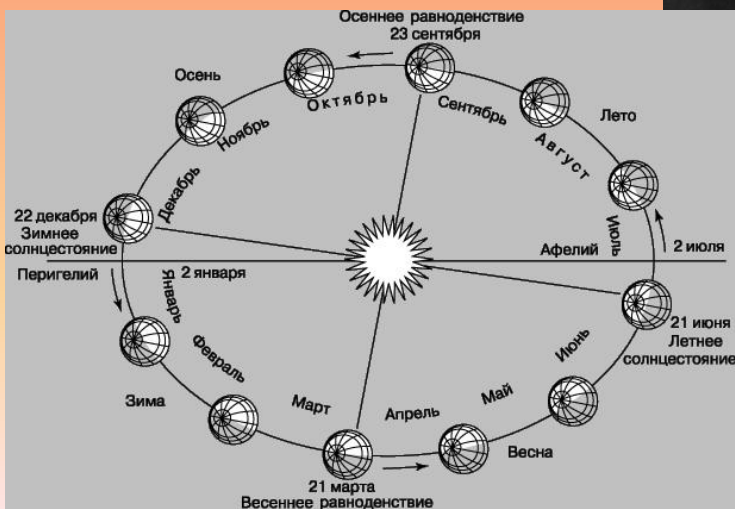 Осеннее равноденствие
23 сентября
Осень
Октябрь
Сентябрь
Лето
Ноябрь
Август
Декабрь
22 декабря
Зимнее
солнцестояние
Июль
Афелий
2 июля
Перигелий
2 января
Январь
21 июня
Летнее
солнцестояние
Февраль
Июнь
Зима
Март
Апрель
Май
Весна
21 марта
Весеннее равноденствие